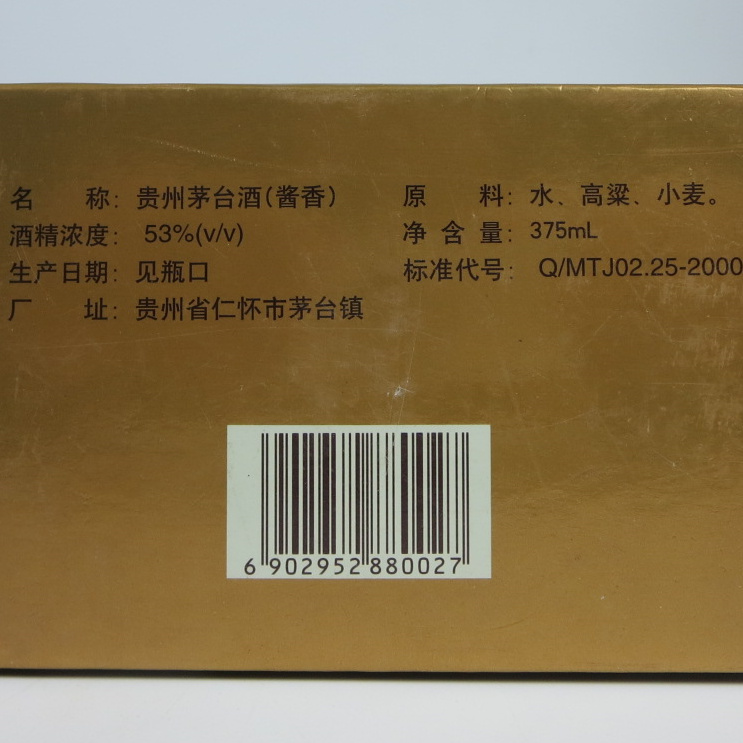 名 称：贵州茅台酒（酱香） 原 料：水、高粱、小麦。
酒精浓度： 53%(v/v) 净 含 量：375mL
生产日期：见瓶口 标准代号： Q/MTJ02.25-2000
厂 址：贵州省仁怀市茅台镇
6 902952 880027